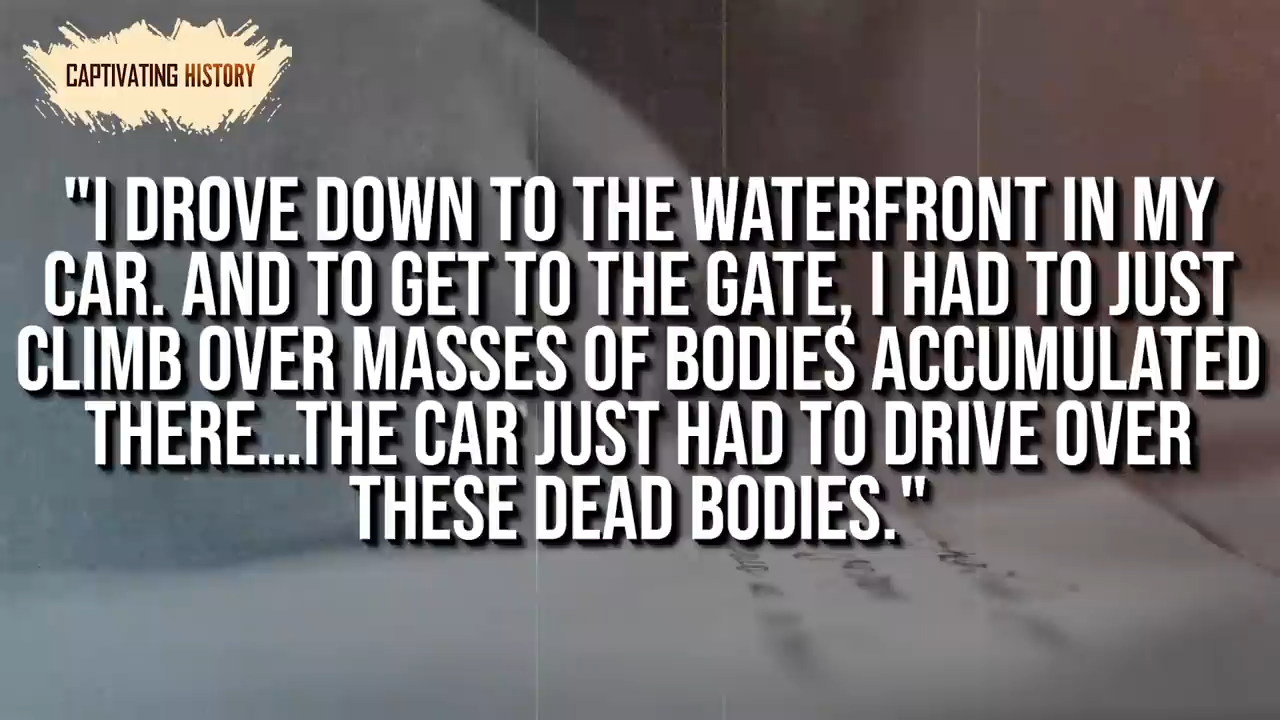 CAPTIVATING HISTORY
"I DROVE DOWN TO THE WATERFRONT IN MY
CAR. AND TO GET TO THE GATE, I HAD TO JUST
CLIMB OVER MASSES OF BODIES ACCUMULATED
THERE...THE CAR JUST HAD TO DRIVE OVER
THESE DEAD BODIES."